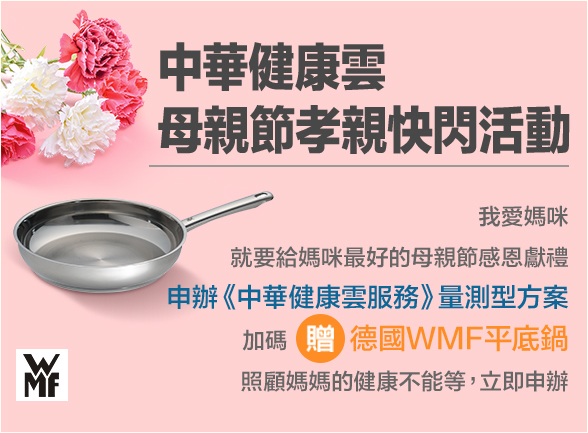 中華健康雲
母親節孝親快閃活動
我愛媽咪
就要給媽咪最好的母親節感恩獻禮
申辦《中華健康雲服務》量測型方案
加碼 贈 德國WMF平底鍋
照顧媽媽的健康不能等，立即申辦
WMF